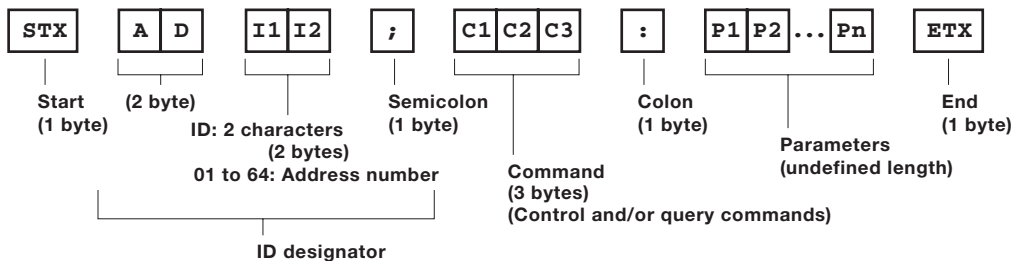 STX A D I1 I2 ; C1 C2 C3 : P1 P2 ... Pn ETX
Start (2 byte) Semicolon Colon End
(1 byte) (1 byte) (1 byte) (1 byte)
ID: 2 characters
(2 bytes)
01 to 64: Address number
Parameters
(undefined length)
Command
(3 bytes)
(Control and/or query commands)
ID designator